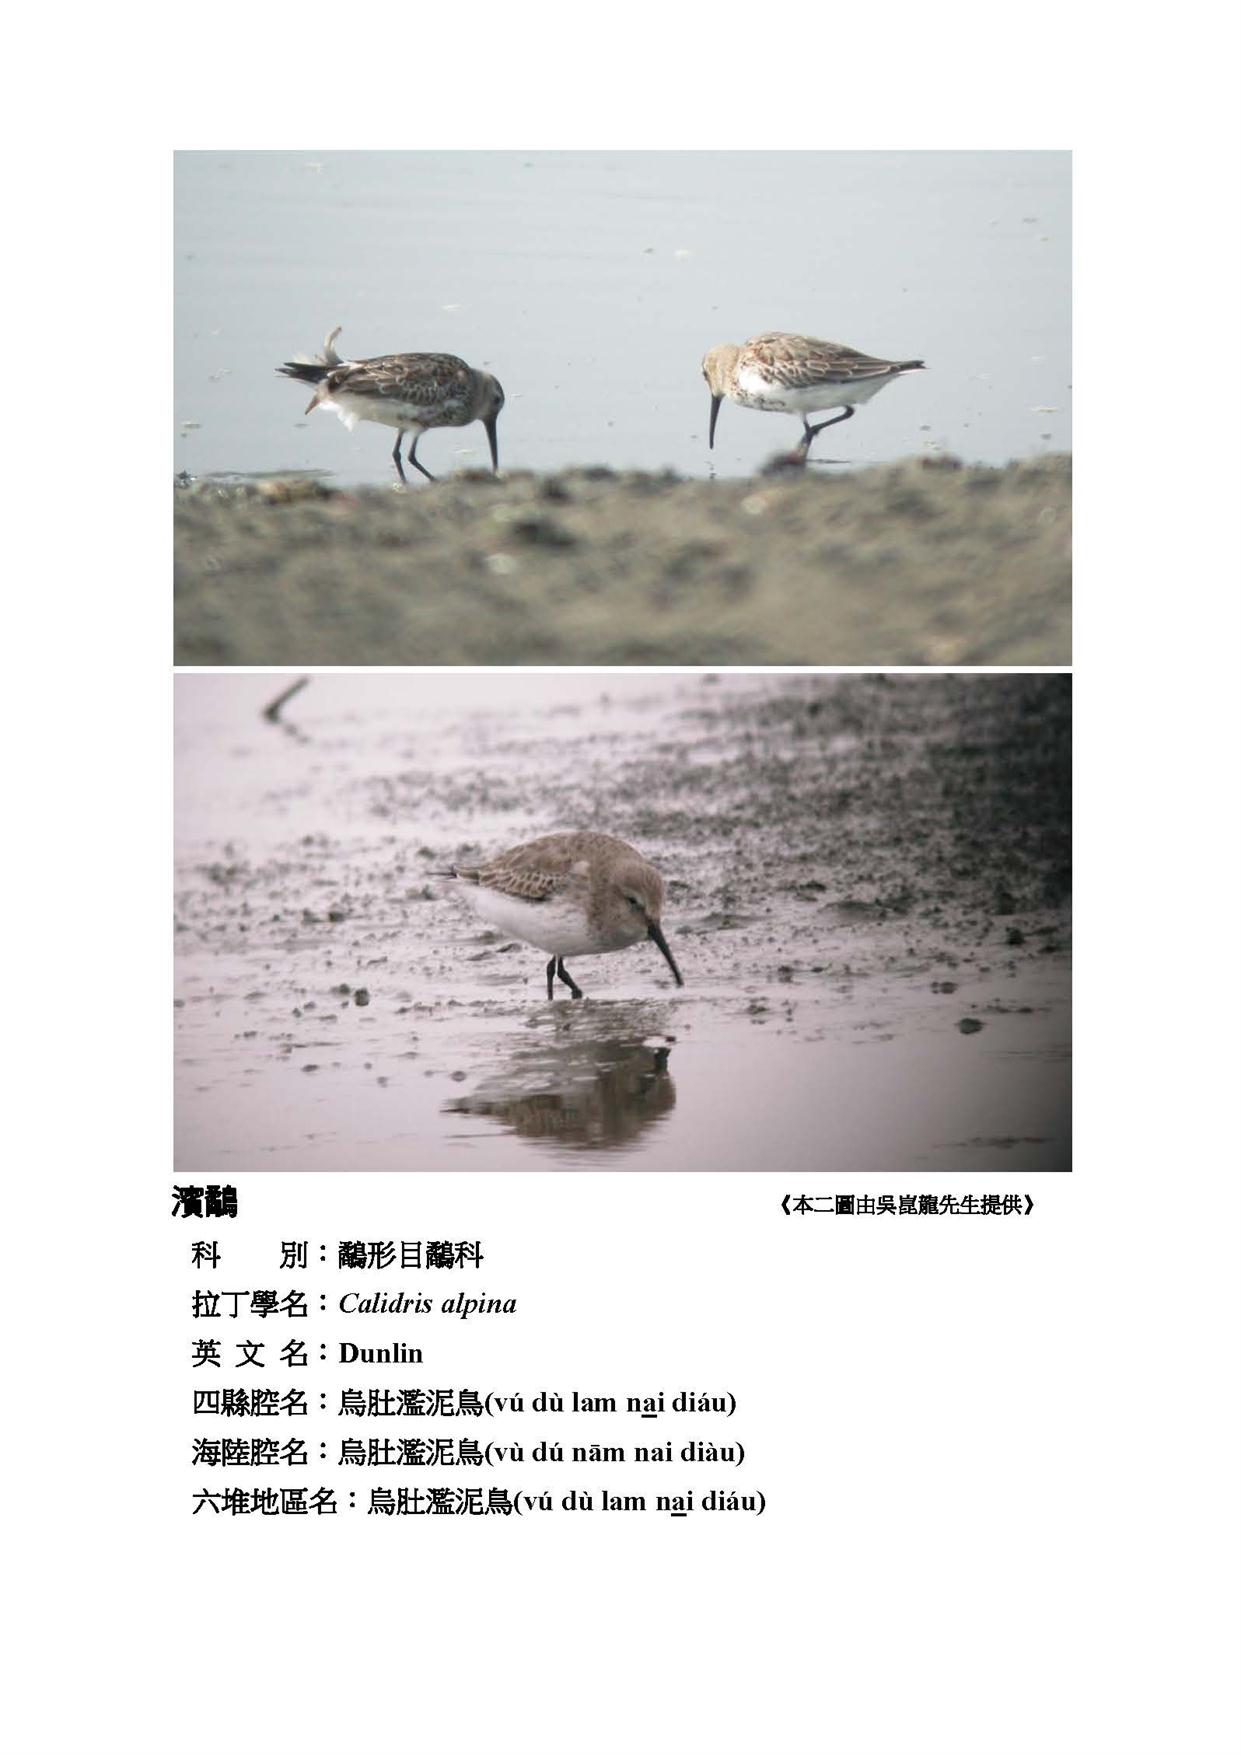 濱鷸 《本二圖由吳崑龍先生提供》
科　　別：鷸形目鷸科
拉丁學名：Calidris alpina
英 文 名：Dunlin
四縣腔名：烏肚濫泥鳥(vú dù lam nai diáu)
海陸腔名：烏肚濫泥鳥(vù dú nām nai diàu)
六堆地區名：烏肚濫泥鳥(vú dù lam nai diáu)